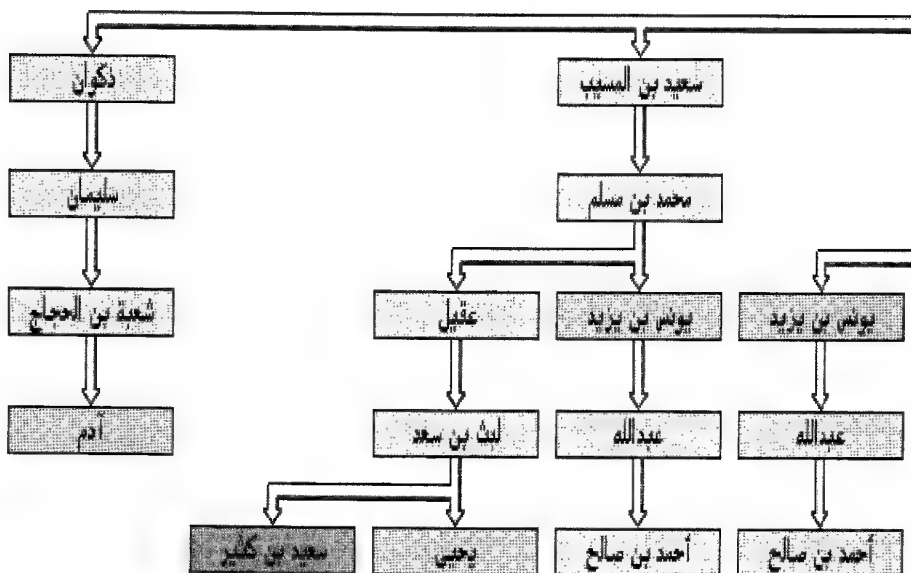 سعيد بن المسيب
ذكوان
محمد بن مسلم
سليمان
يونس بن يزيد
يونس بن يزيد
عقيل
شعبة بن الحجاج
عبدالله
عبدالله
ليث بن سعد
أدم
أحمد بن صالح
أحمد بن صالح
يحيى
سعيد بن كثير